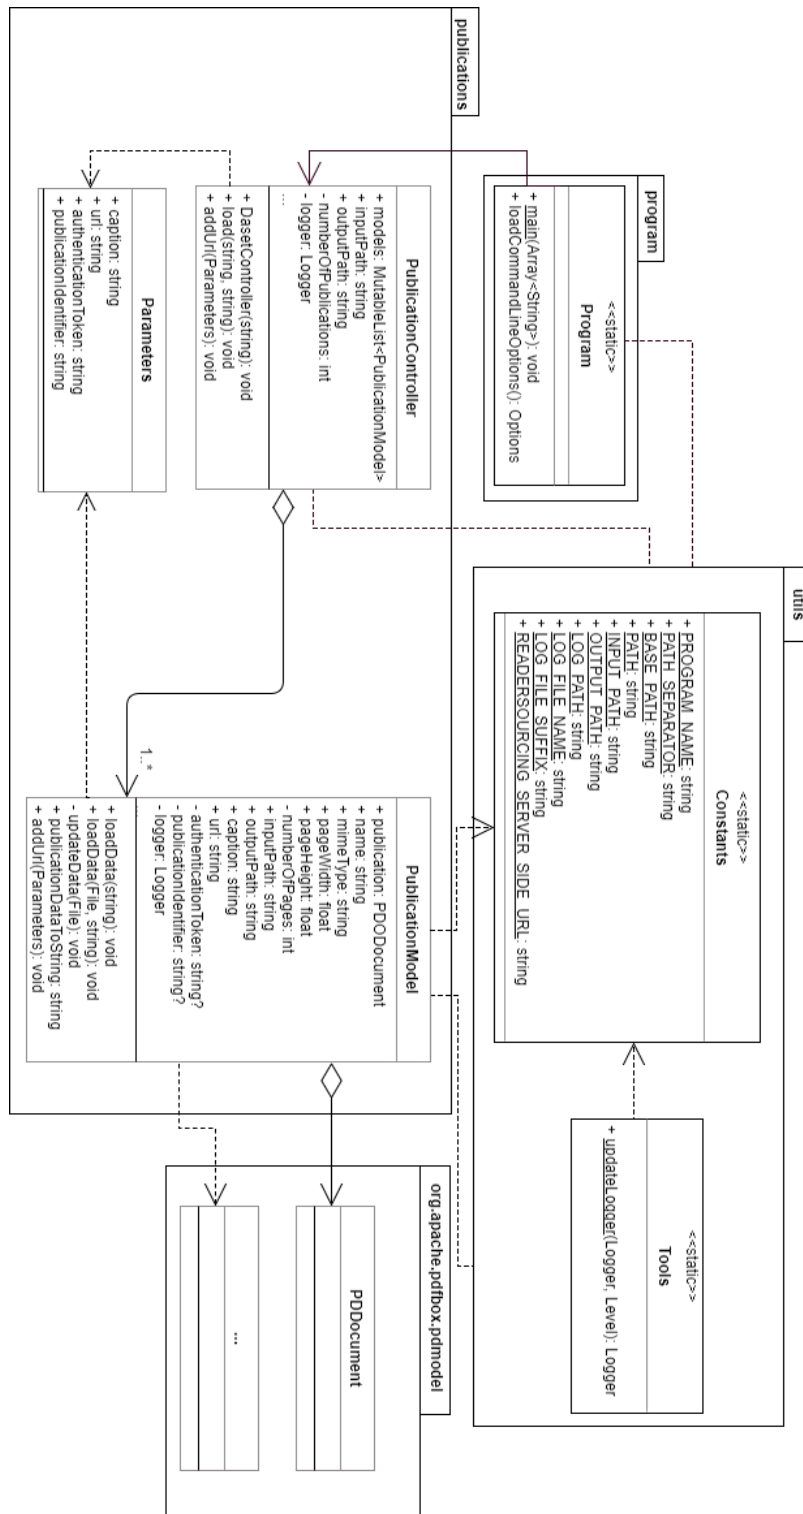 program
<<static>>
Program
+ main(Array<String>): void
+ loadCommandLineOptions(): Options
utils
<<static>>
Constants
+ PROGRAM_NAME: string
+ PATH_SEPARATOR: string
+ BASE_PATH: string
+ PATH: string
+ INPUT_PATH: string
+ OUTPUT_PATH: string
+ LOG_PATH: string
+ LOG_FILE_NAME: string
+ LOG_FILE_SUFFIX: string
+ READERSOURCING_SERVER_SIDE_URL: string
<<static>>
Tools
+ updateLogger(Logger, Level): Logger
publications
PublicationController
+ models: MutableList<PublicationModel>
+ inputPath: string
+ outputPath: string
- numberOfPublications: int
- logger: Logger
...
+ DasetController(string): void
+ load(string, string): void
+ addUrl(Parameters): void
1..*
PublicationModel
+ publication: PDODocument
+ name: string
+ mimeType: string
+ pageWidth: float
+ pageHeight: float
- numberOfPages: int
+ inputPath: string
+ outputPath: string
+ caption: string
+ url: string
- authenticationToken: string?
- publicationIdentifier: string?
- logger: Logger
+ loadData(string): void
+ loadData(File, string): void
- updateData(File): void
+ publicationDataToString: string
+ addUrl(Parameters): void
Parameters
+ caption: string
+ url: string
+ authenticationToken: string
+ publicationIdentifier: string
org.apache.pdfbox.pdmodel
PDDocument
...